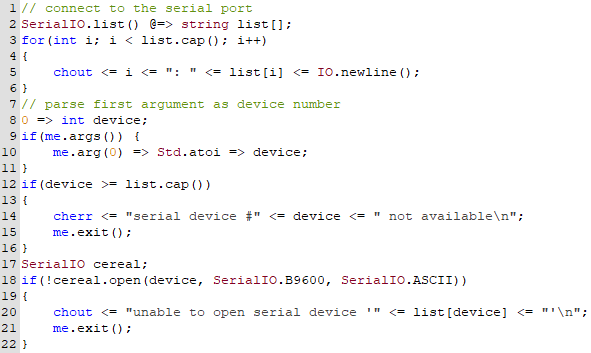 1 // connect to the serial port
2 SerialIO.list() @=> string list[];
3 for(int i; i < list.cap(); i++)
4 {
5     chout <= i <= ": " <= list[i] <= IO.newline();
6 }
7 // parse first argument as device number
8 0 => int device;
9 if(me.args()) {
10     me.arg(0) => Std.atoi => device;
11 }
12 if(device >= list.cap())
13 {
14     cherr <= "serial device #" <= device <= " not available\n";
15     me.exit();
16 }
17 SerialIO cereal;
18 if(!cereal.open(device, SerialIO.B9600, SerialIO.ASCII))
19 {
20     chout <= "unable to open serial device '" <= list[device] <= "'\n";
21     me.exit();
22 }